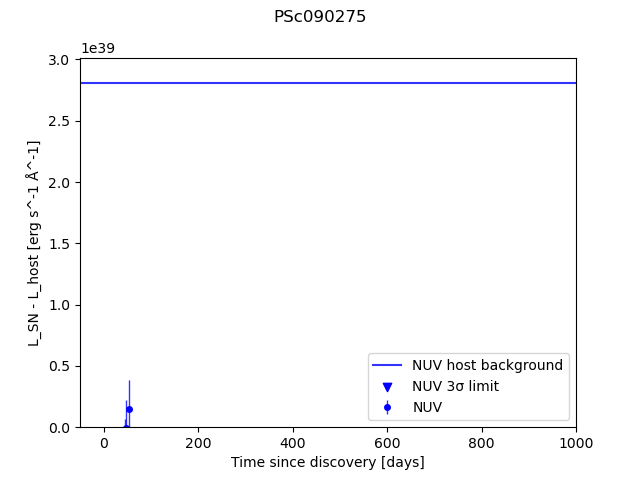 PSc090275
1e39
3.0
2.5
2.0
1.5
1.0
0.5
0.0
L_SN - L_host [erg s^-1 Å^-1]
NUV host background
NUV 3σ limit
NUV
0 200 400 600 800 1000
Time since discovery [days]